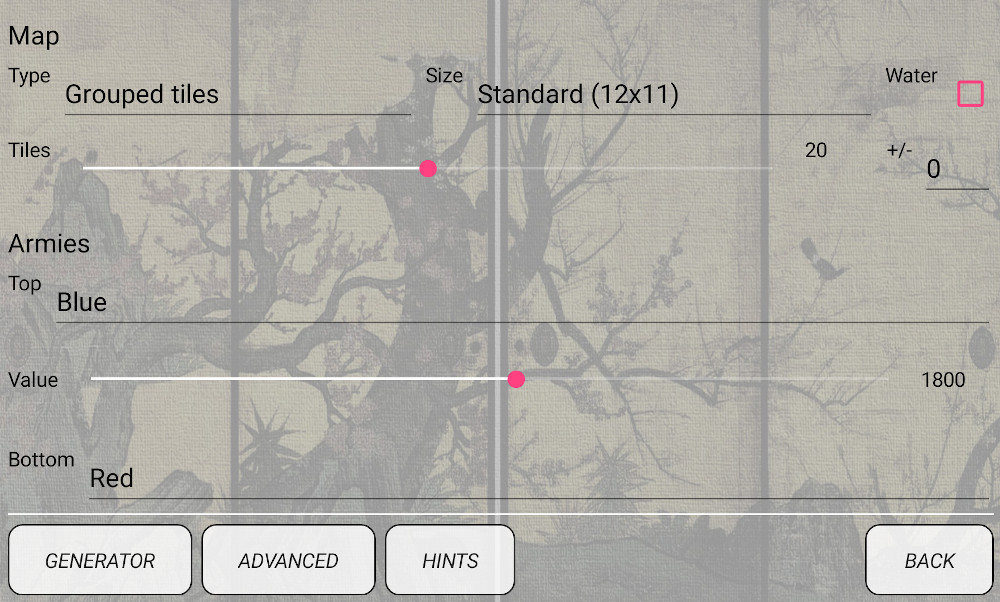 Map
Type Grouped tiles Size Standard (12x11) Water
Tiles 20 +/- 0
Armies
Top Blue
Value 1800
Bottom Red
GENERATOR ADVANCED HINTS BACK